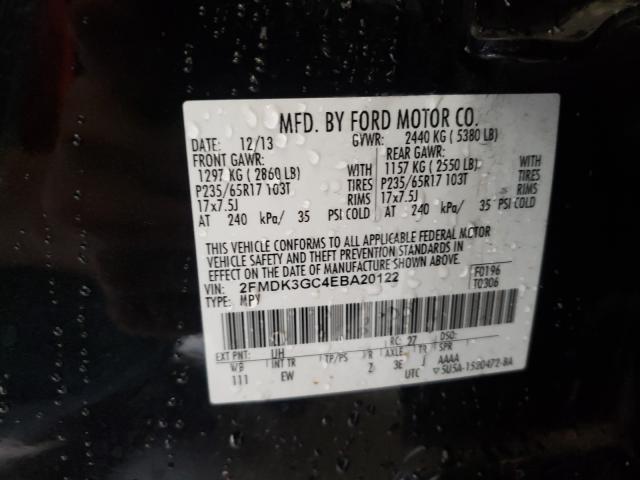 MFD. BY FORD MOTOR CO.
DATE: 12/13 GVWR: 2440 KG ( 5380 LB)
FRONT GAWR: REAR GAWR:
1297 KG ( 2860 LB) WITH 1157 KG ( 2550 LB) WITH
P235/65R17 103T TIRES P235/65R17 103T TIRES
17x7.5J RIMS 17x7.5J RIMS
AT 240 kPa/ 35 PSI COLD AT 240 kPa/ 35 PSI COLD
THIS VEHICLE CONFORMS TO ALL APPLICABLE FEDERAL MOTOR
VEHICLE SAFETY AND THEFT PREVENTION STANDARDS IN
EFFECT ON THE DATE OF MANUFACTURE SHOWN ABOVE.
VIN: 2FMDK3GC4EBA20122 F0196
TYPE: MPV T0306
EXT PNT: UH RC: 27 DSO:
WB INT TR TP/PS R AXLE TR SPR
111 EW 2 3E J AAAA
UTC ▽5U5A-1520472-BA